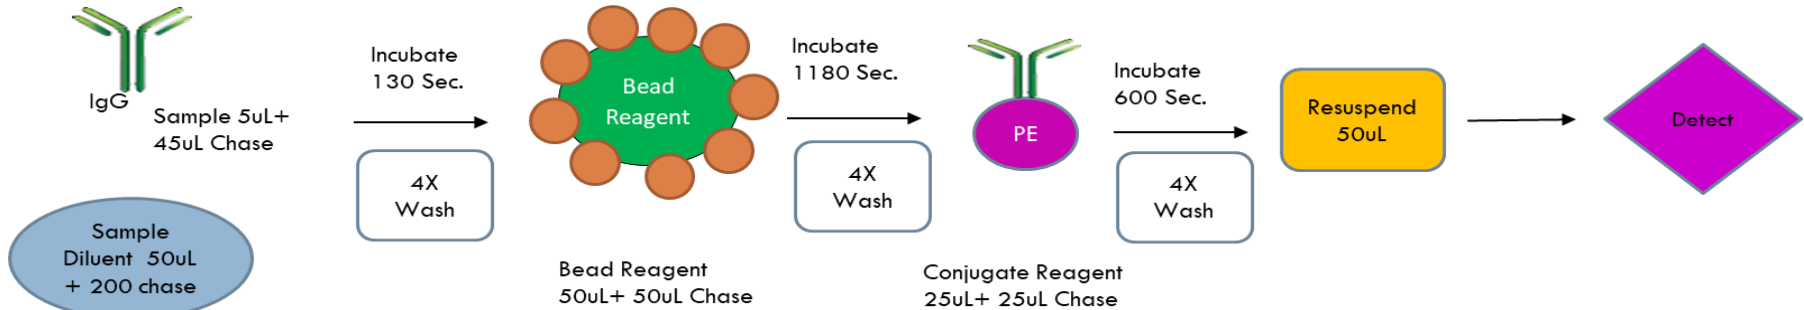 IgG
Sample 5uL+
45uL Chase
Sample
Diluent 50uL
+ 200 chase
Incubate
130 Sec.
4X
Wash
Bead
Reagent
Bead Reagent
50uL+ 50uL Chase
Incubate
1180 Sec.
4X
Wash
PE
Conjugate Reagent
25uL+ 25uL Chase
Incubate
600 Sec.
4X
Wash
Resuspend
50uL
Detect